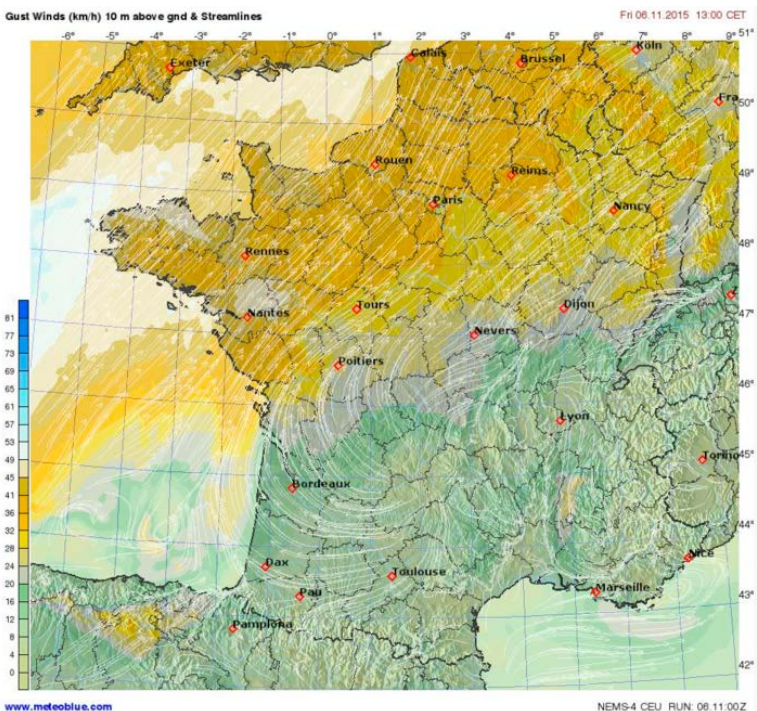 Gust Winds (km/h) 10 m above gnd & Streamlines
Fri 06.11.2015 13:00 CET
-6° -5° -4° -3° -2° -1° 0° 1° 2° 3° 4° 5° 6° 7° 8° 9° 51°
Köln
Calais
Exeter
Brussel
Fra
50°
Rouen
Reims
49°
Paris
Nancy
48°
Rennes
Tours
Dijon
47°
Nantes
81
77
Nevers
73
Poitiers
69
46°
65
61
57
Lyon
53
49
Torino
45°
45
41
Bordeaux
36
32
44°
28
Nice
24
Dax
20
Toulouse
Marseille
16
Pau
43°
12
8
Pamplona
4
0
42°
www.meteoblue.com
NEMS-4 CEU RUN: 06.11:00Z